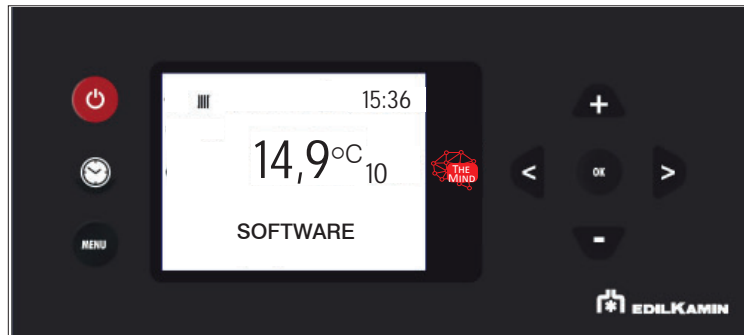 15:36
14,9°C 10
SOFTWARE
MENU
THE
MIND
+
<
OK
>
-
EDILKAMIN